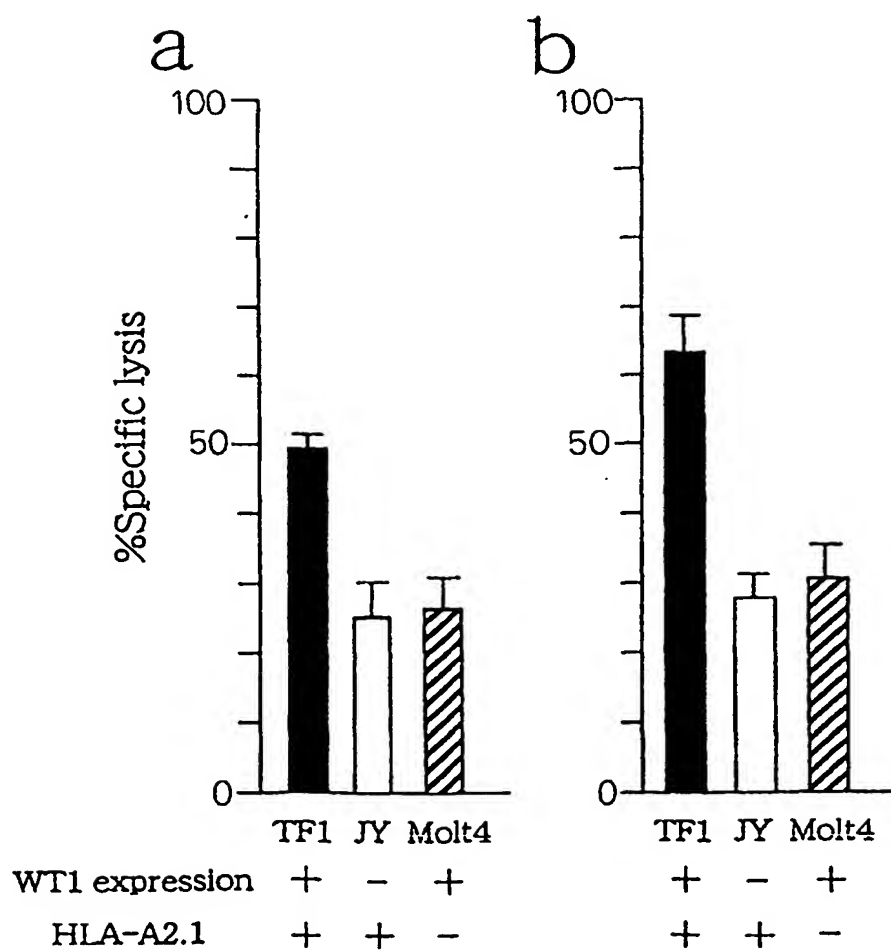 a b
100 100
%Specific lysis
50 50
0 0
TF1 JY Molt4 TF1 JY Molt4
WT1 expression + − + + − +
HLA-A2.1 + + − + + −